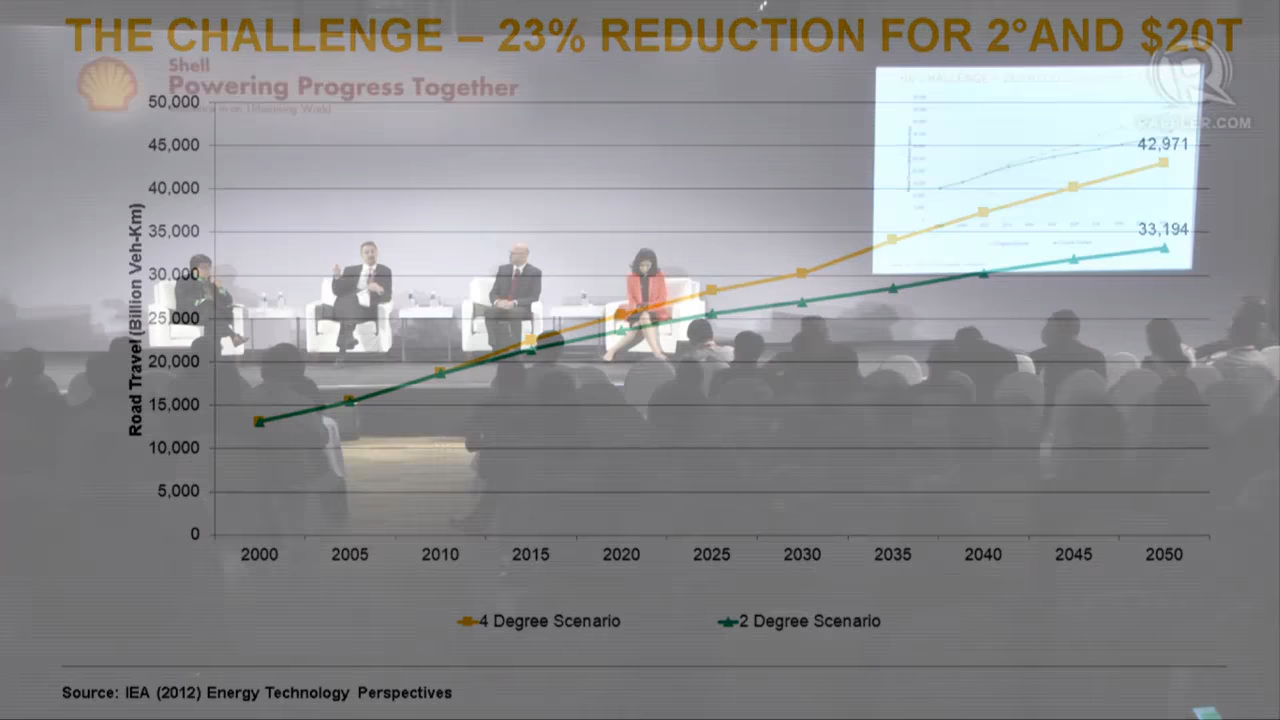 THE CHALLENGE – 23% REDUCTION FOR 2°AND $20T
Shell
Powering Progress Together
RAPPLER.COM
50,000
45,000
40,000
35,000
30,000
25,000
20,000
15,000
10,000
5,000
0
Road Travel (Billion Veh-Km)
42,971
33,194
2000 2005 2010 2015 2020 2025 2030 2035 2040 2045 2050
4 Degree Scenario 2 Degree Scenario
Source: IEA (2012) Energy Technology Perspectives